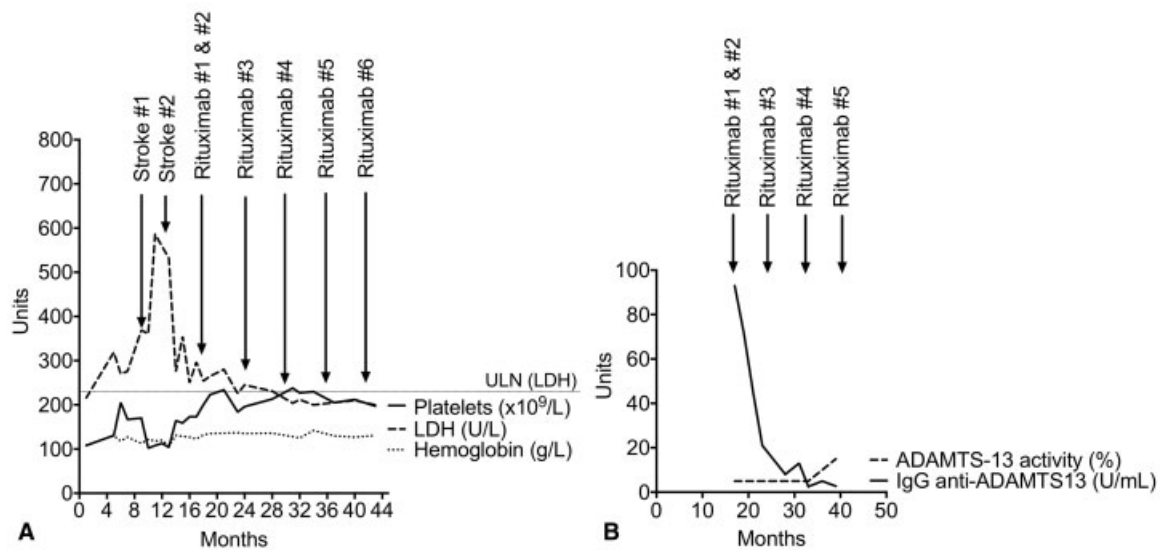 Stroke #1
Stroke #2
Rituximab #1 & #2
Rituximab #3
Rituximab #4
Rituximab #5
Rituximab #6
800
700
600
500
400
300
200
100
0
Units
ULN (LDH)
Platelets (x10⁹/L)
LDH (U/L)
Hemoglobin (g/L)
0 4 8 12 16 20 24 28 32 36 40 44
Months
A
Rituximab #1 & #2
Rituximab #3
Rituximab #4
Rituximab #5
100
80
60
40
20
0
Units
ADAMTS-13 activity (%)
IgG anti-ADAMTS13 (U/mL)
0 10 20 30 40 50
Months
B